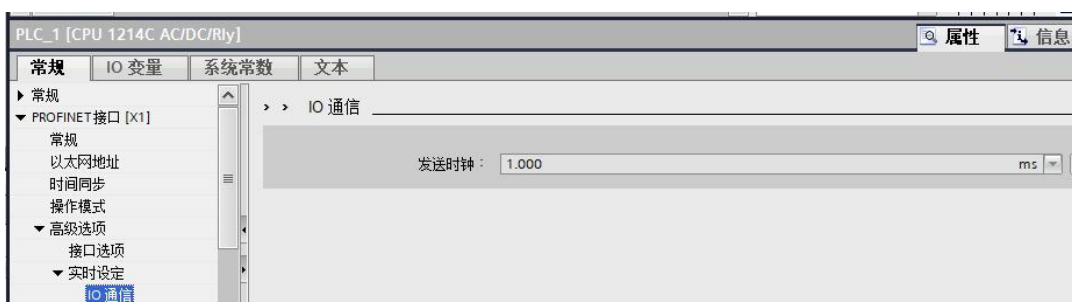 PLC_1 [CPU 1214C AC/DC/Rly]
属性
信息
常规
IO 变量
系统常数
文本
常规
PROFINET接口 [X1]
常规
以太网地址
时间同步
操作模式
高级选项
接口选项
实时设定
IO 通信
> > IO 通信
发送时钟： 1.000 ms